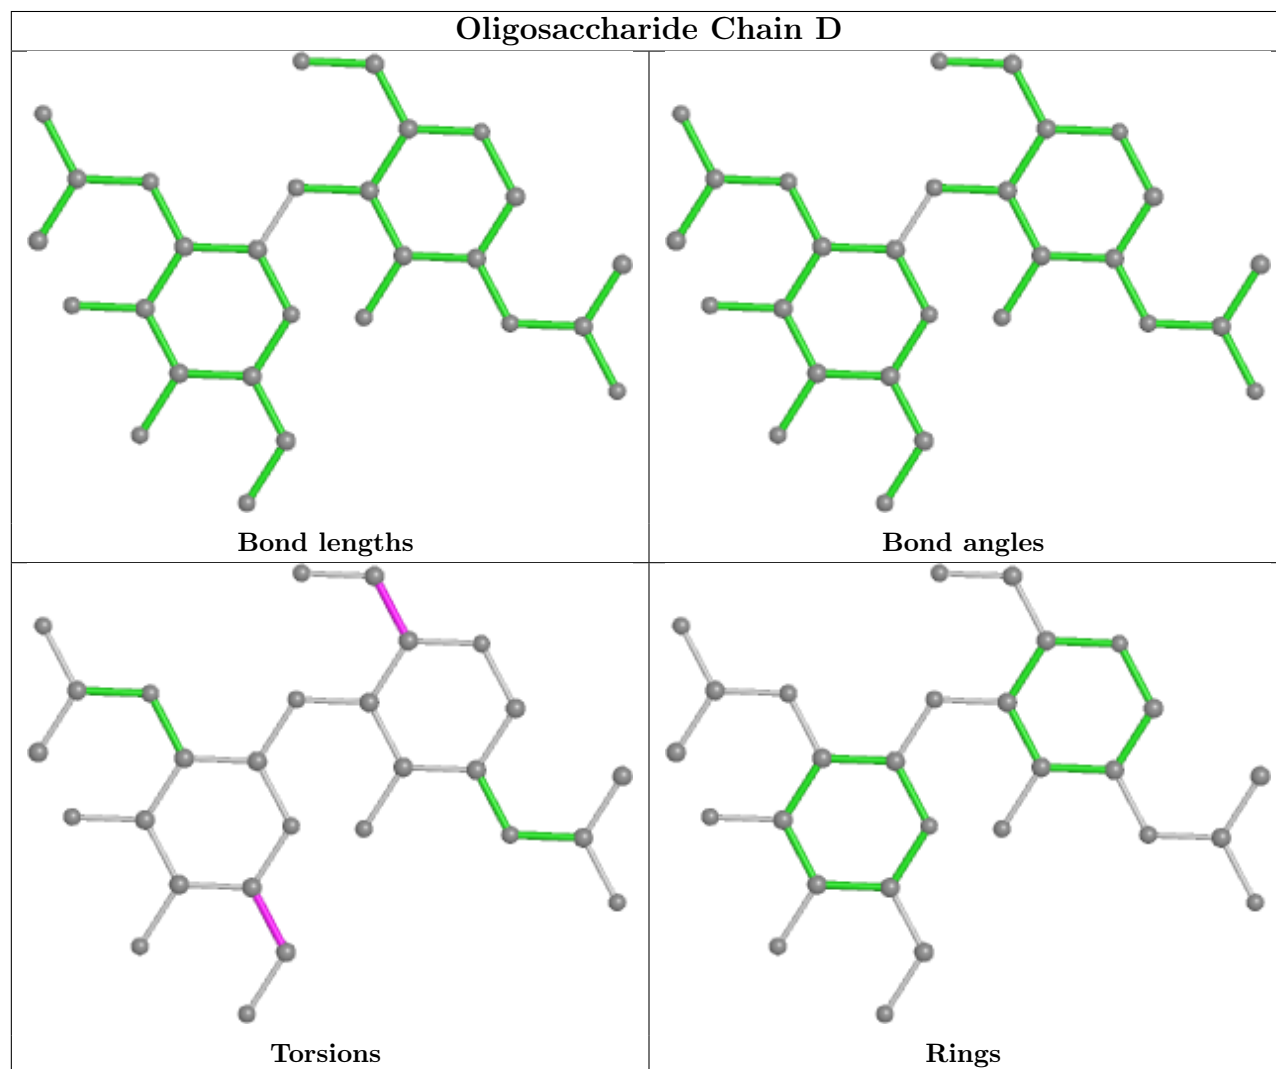 Oligosaccharide Chain D
Bond lengths
Bond angles
Torsions
Rings